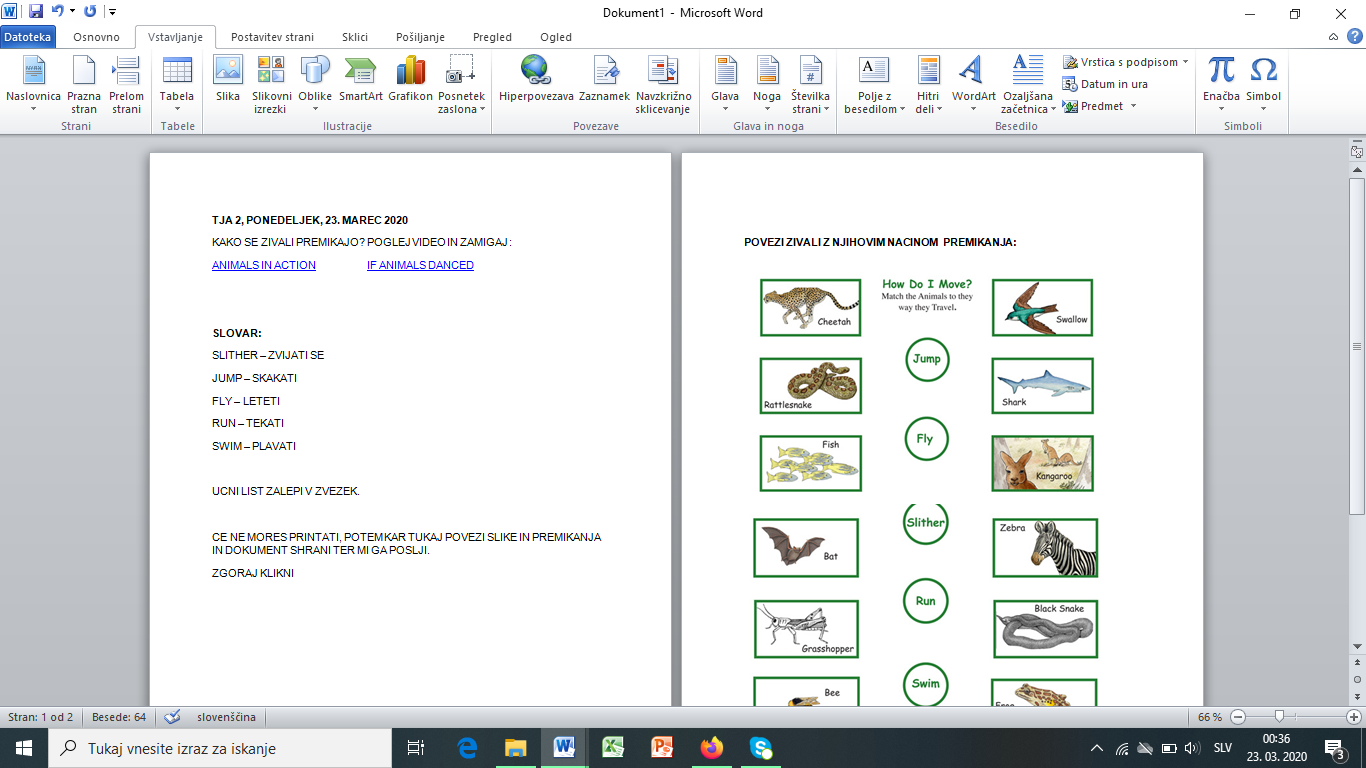 Dokument1 - Microsoft Word
Datoteka Osnovno Vstavljanje Postavitev strani Sklici Pošiljanje Pregled Ogled
Naslovnica
Prazna stran
Prelom strani
Strani
Tabela
Tabele
Slika
Slikovni izrezki
Oblike
SmartArt
Grafikon
Posnetek zaslona
Ilustracije
Hiperpovezava
Zaznamek
Navzkrižno sklicevanje
Povezave
Glava
Noga
Številka strani
Glava in noga
Polje z besedilom
Hitri deli
WordArt
Ozaljšana začetnica
Vrstica s podpisom
Datum in ura
Predmet
Besedilo
Enačba
Simbol
Simboli
TJA 2, PONEDELJEK, 23. MAREC 2020
KAKO SE ZIVALI PREMIKAJO? POGLEJ VIDEO IN ZAMIGAJ:
ANIMALS IN ACTION IF ANIMALS DANCED
SLOVAR:
SLITHER – ZVIJATI SE
JUMP – SKAKATI
FLY – LETETI
RUN – TEKATI
SWIM – PLAVATI
UCNI LIST ZALEPI V ZVEZEK.
CE NE MORES PRINTATI, POTEM KAR TUKAJ POVEZI SLIKE IN PREMIKANJA
IN DOKUMENT SHRANI TER MI GA POSLJI.
ZGORAJ KLIKNI
POVEZI ZIVALI Z NJIHOVIM NACINOM PREMIKANJA:
How Do I Move?
Match the Animals to they
way they Travel.
Cheetah
Swallow
Jump
Rattlesnake
Shark
Fly
Fish
Kangaroo
Slither
Bat
Zebra
Run
Grasshopper
Black Snake
Swim
Bee
Frog
Stran: 1 od 2 Besede: 64 slovenščina 66 %
Tukaj vnesite izraz za iskanje
SLV
00:36
23. 03. 2020
3